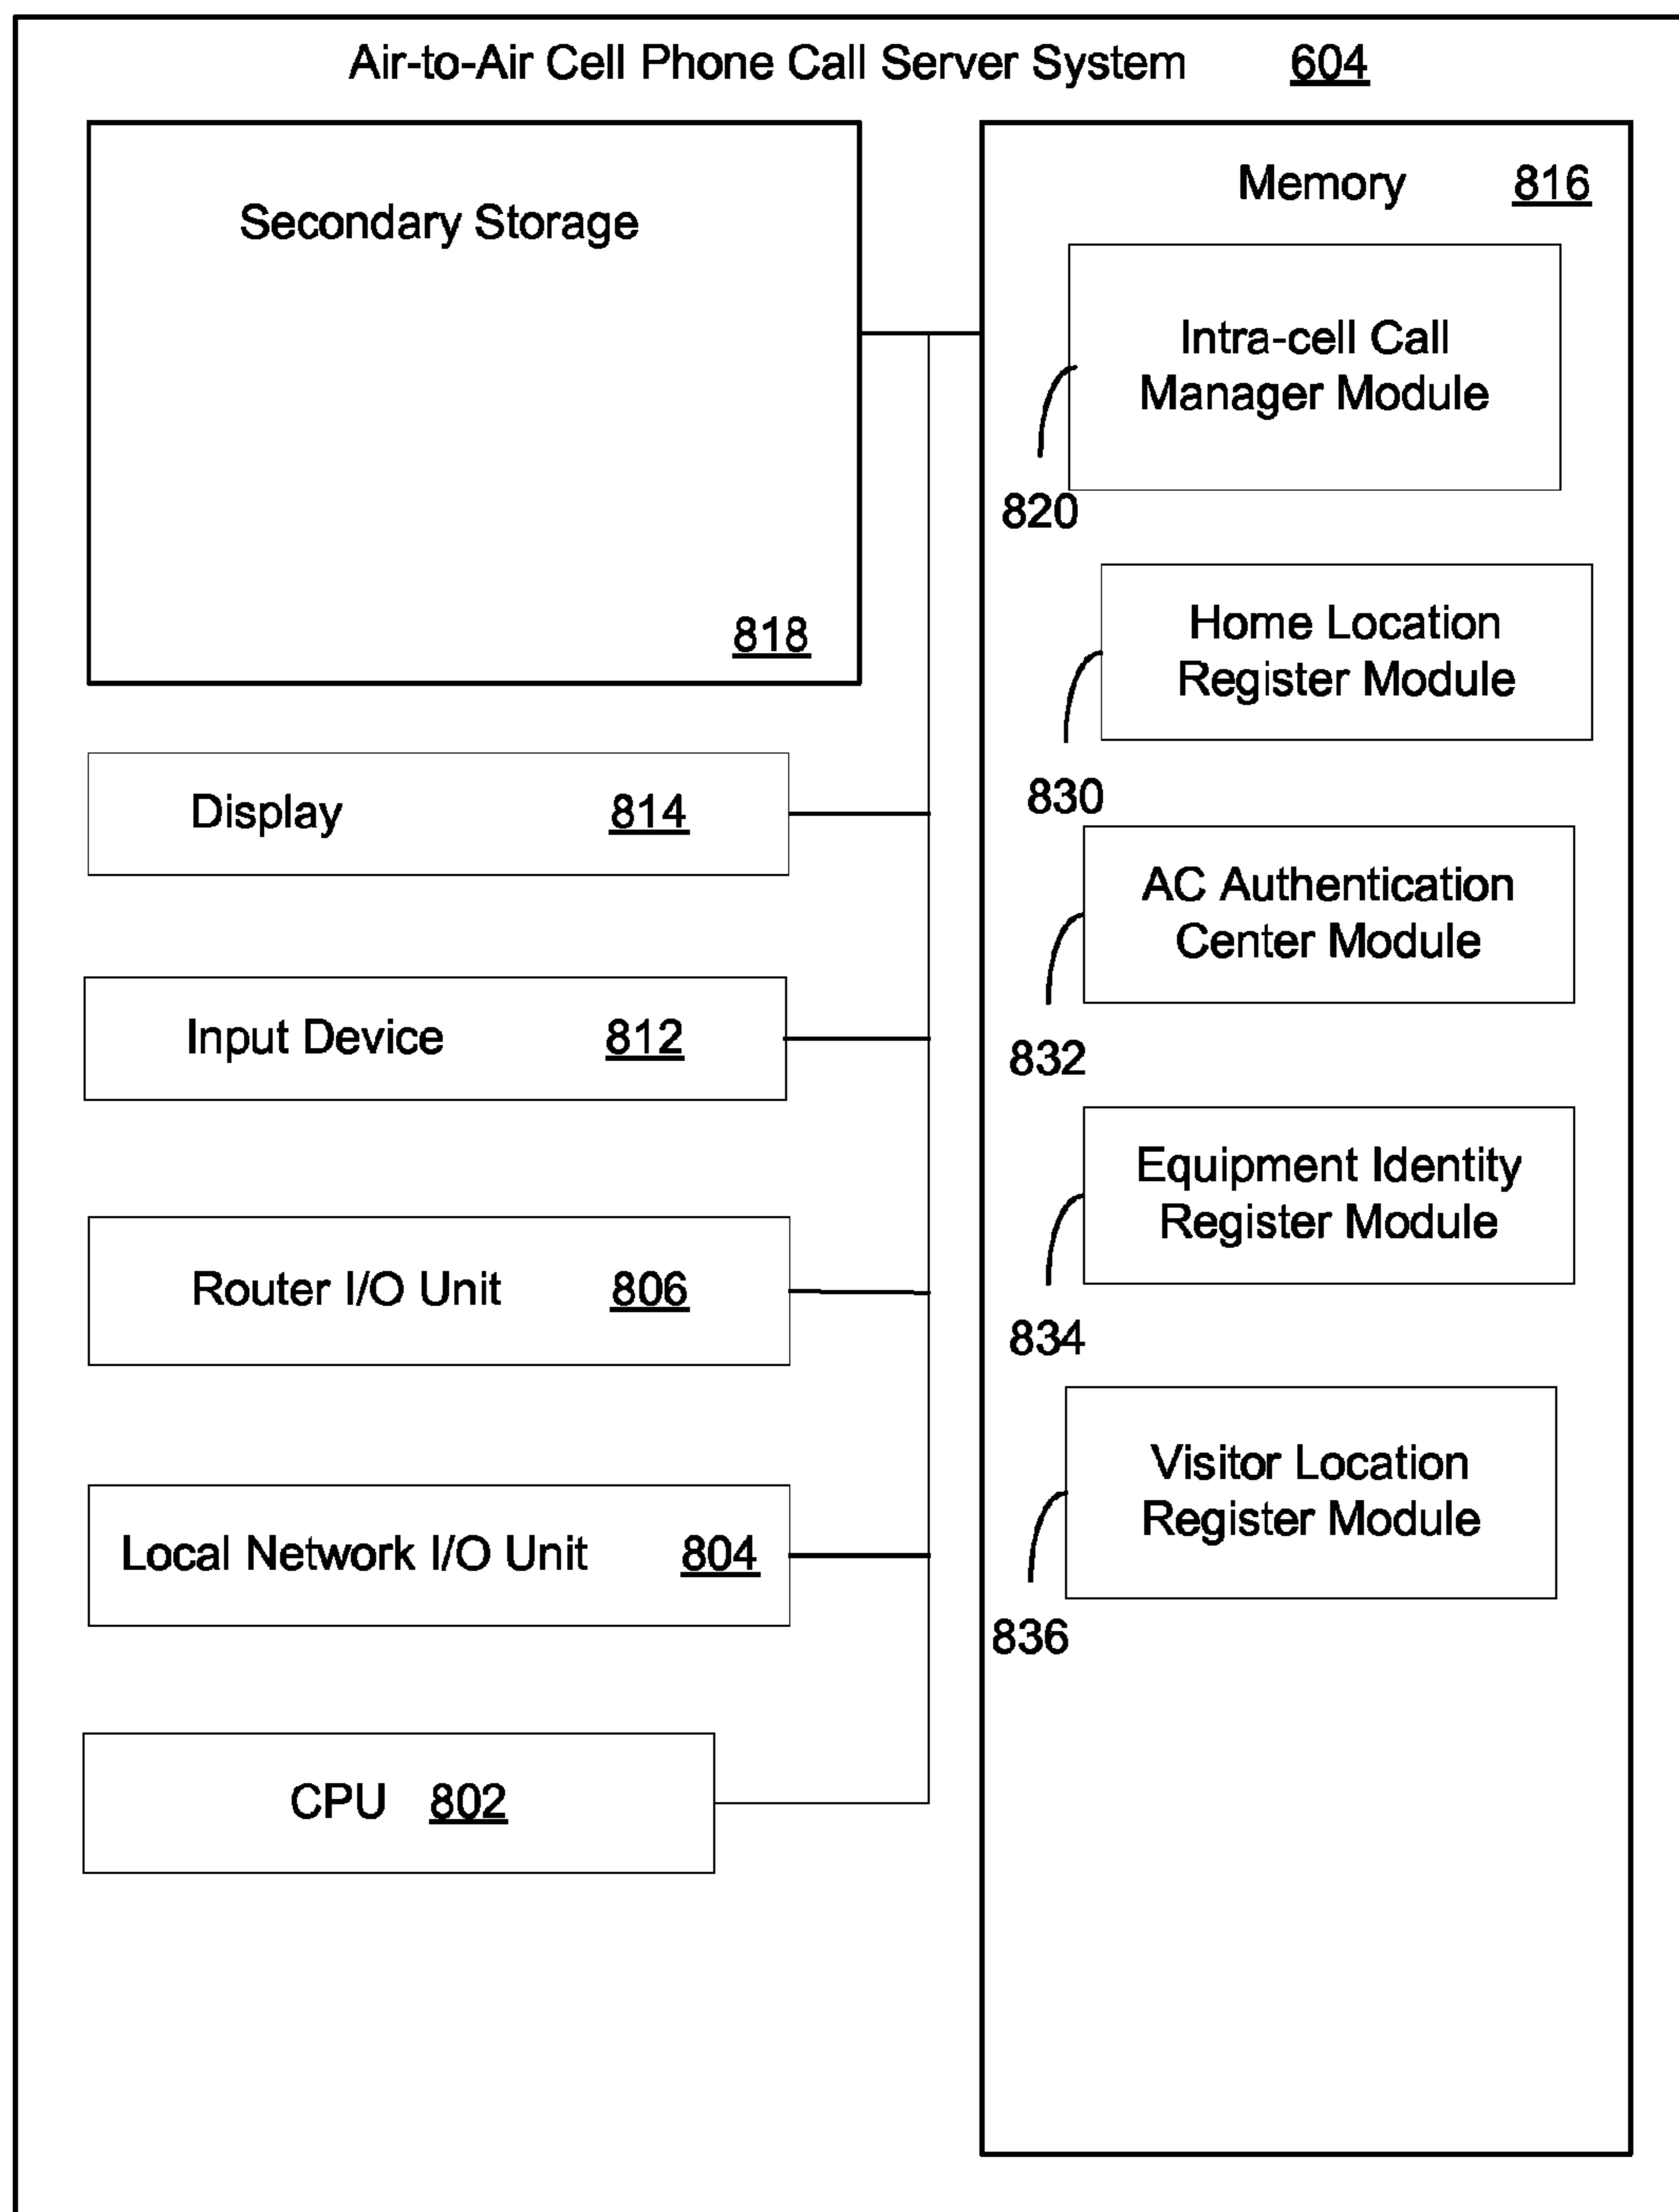 Air-to-Air Cell Phone Call Server System 604
Secondary Storage
818
Display 814
Input Device 812
Router I/O Unit 806
Local Network I/O Unit 804
CPU 802
Memory 816
Intra-cell Call
Manager Module
820
Home Location
Register Module
830
AC Authentication
Center Module
832
Equipment Identity
Register Module
834
Visitor Location
Register Module
836